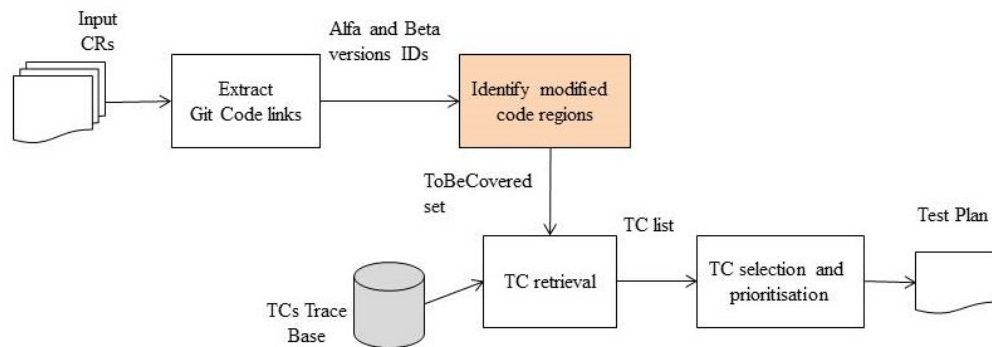 Input
CRs
Extract
Git Code links
Alfa and Beta
versions IDs
Identify modified
code regions
ToBeCovered
set
TCs Trace
Base
TC retrieval
TC list
TC selection and
prioritisation
Test Plan